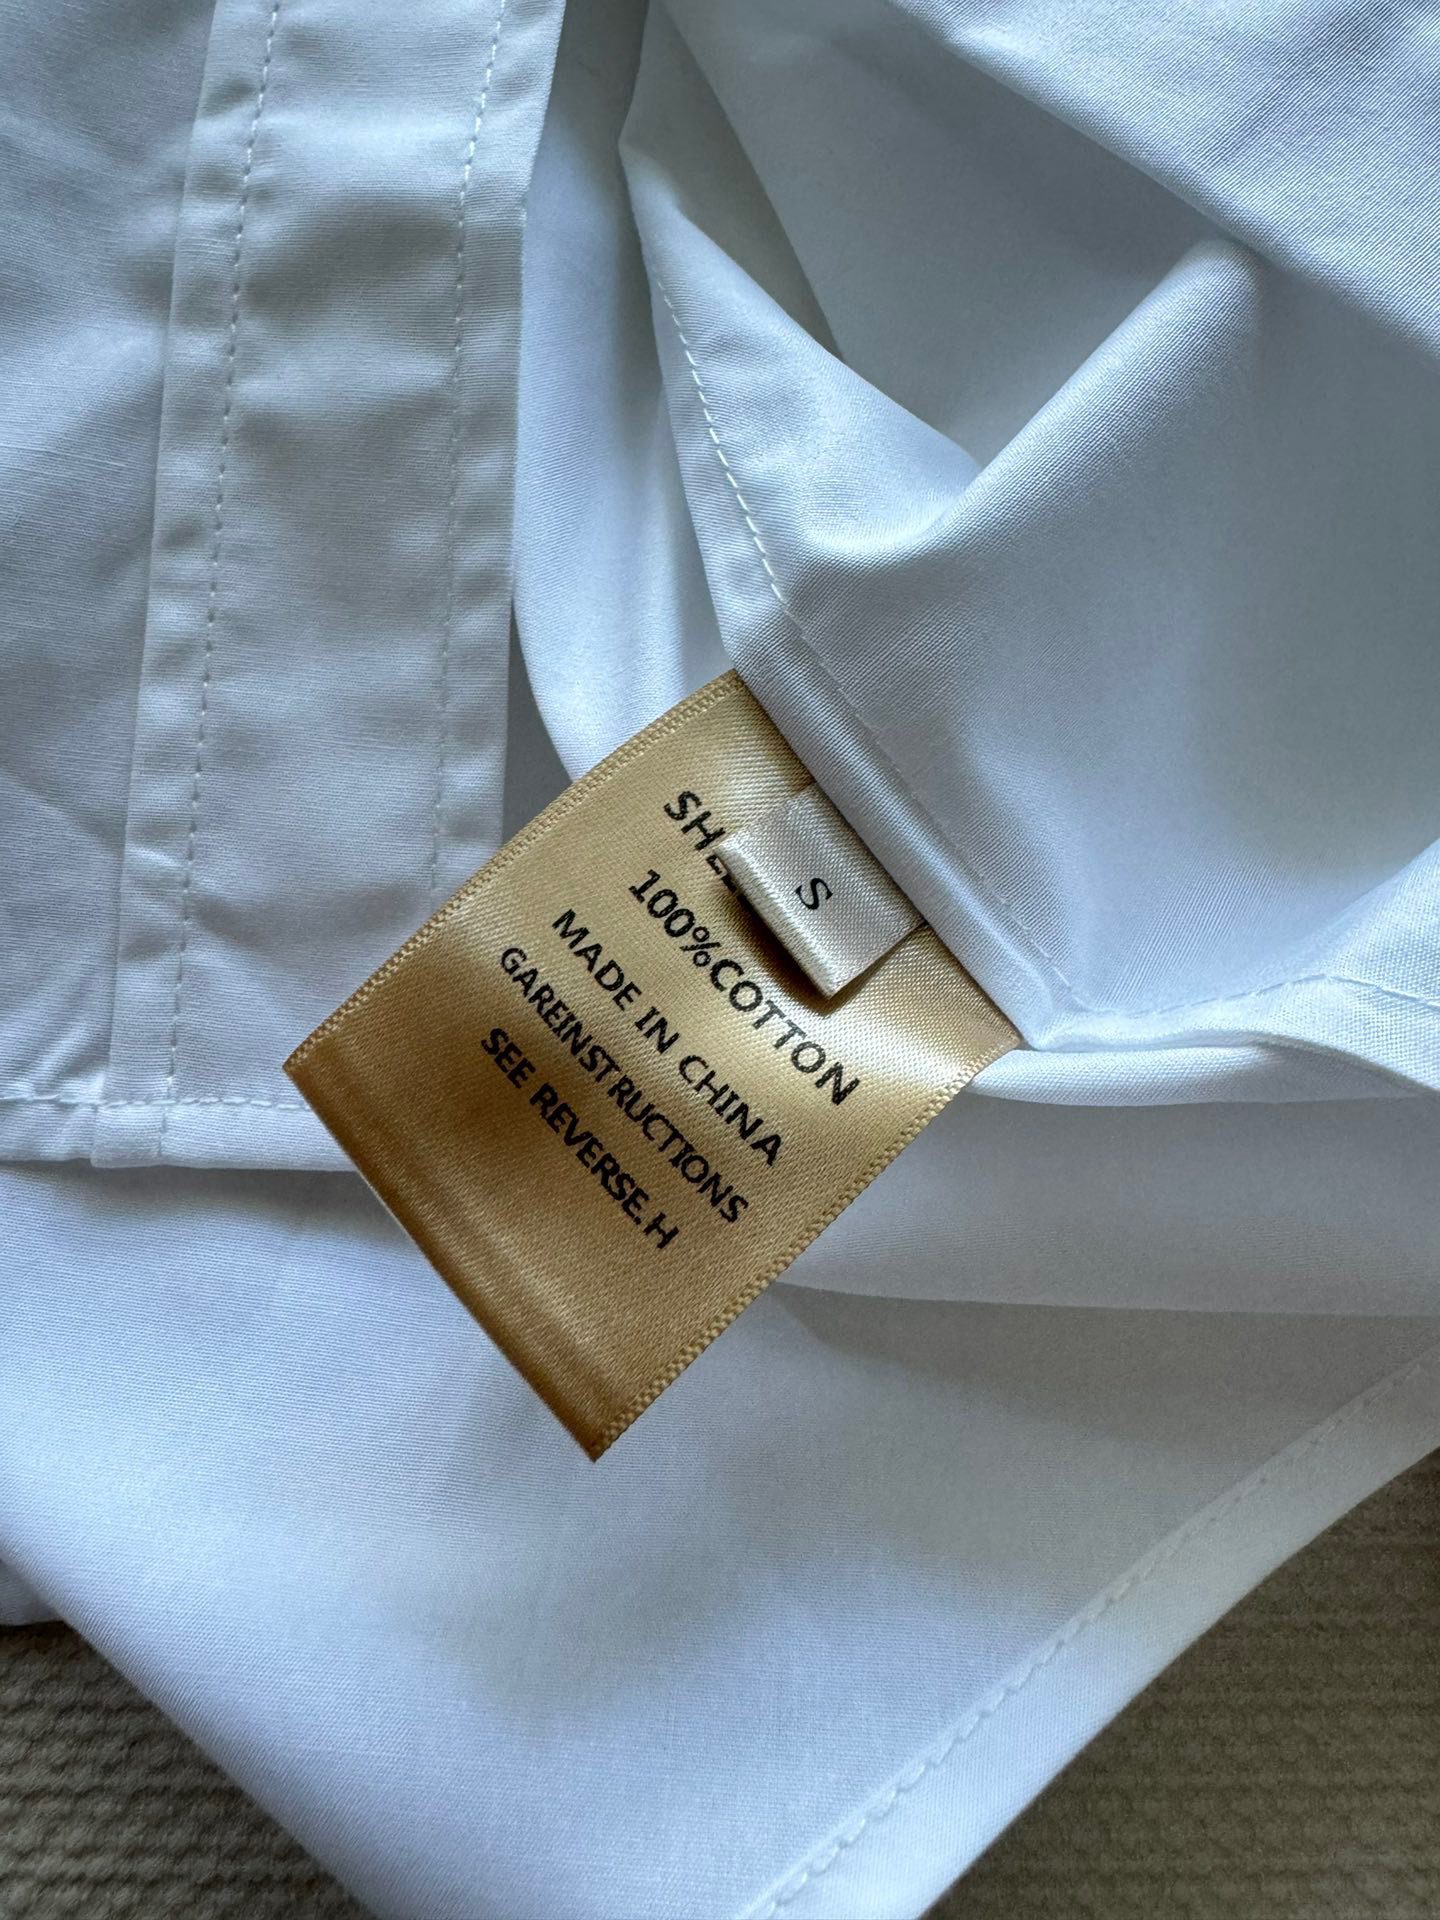 S
100%COTTON
MADE IN CHINA
GAREINSTRUCTIONS
SEE REVERSE.H